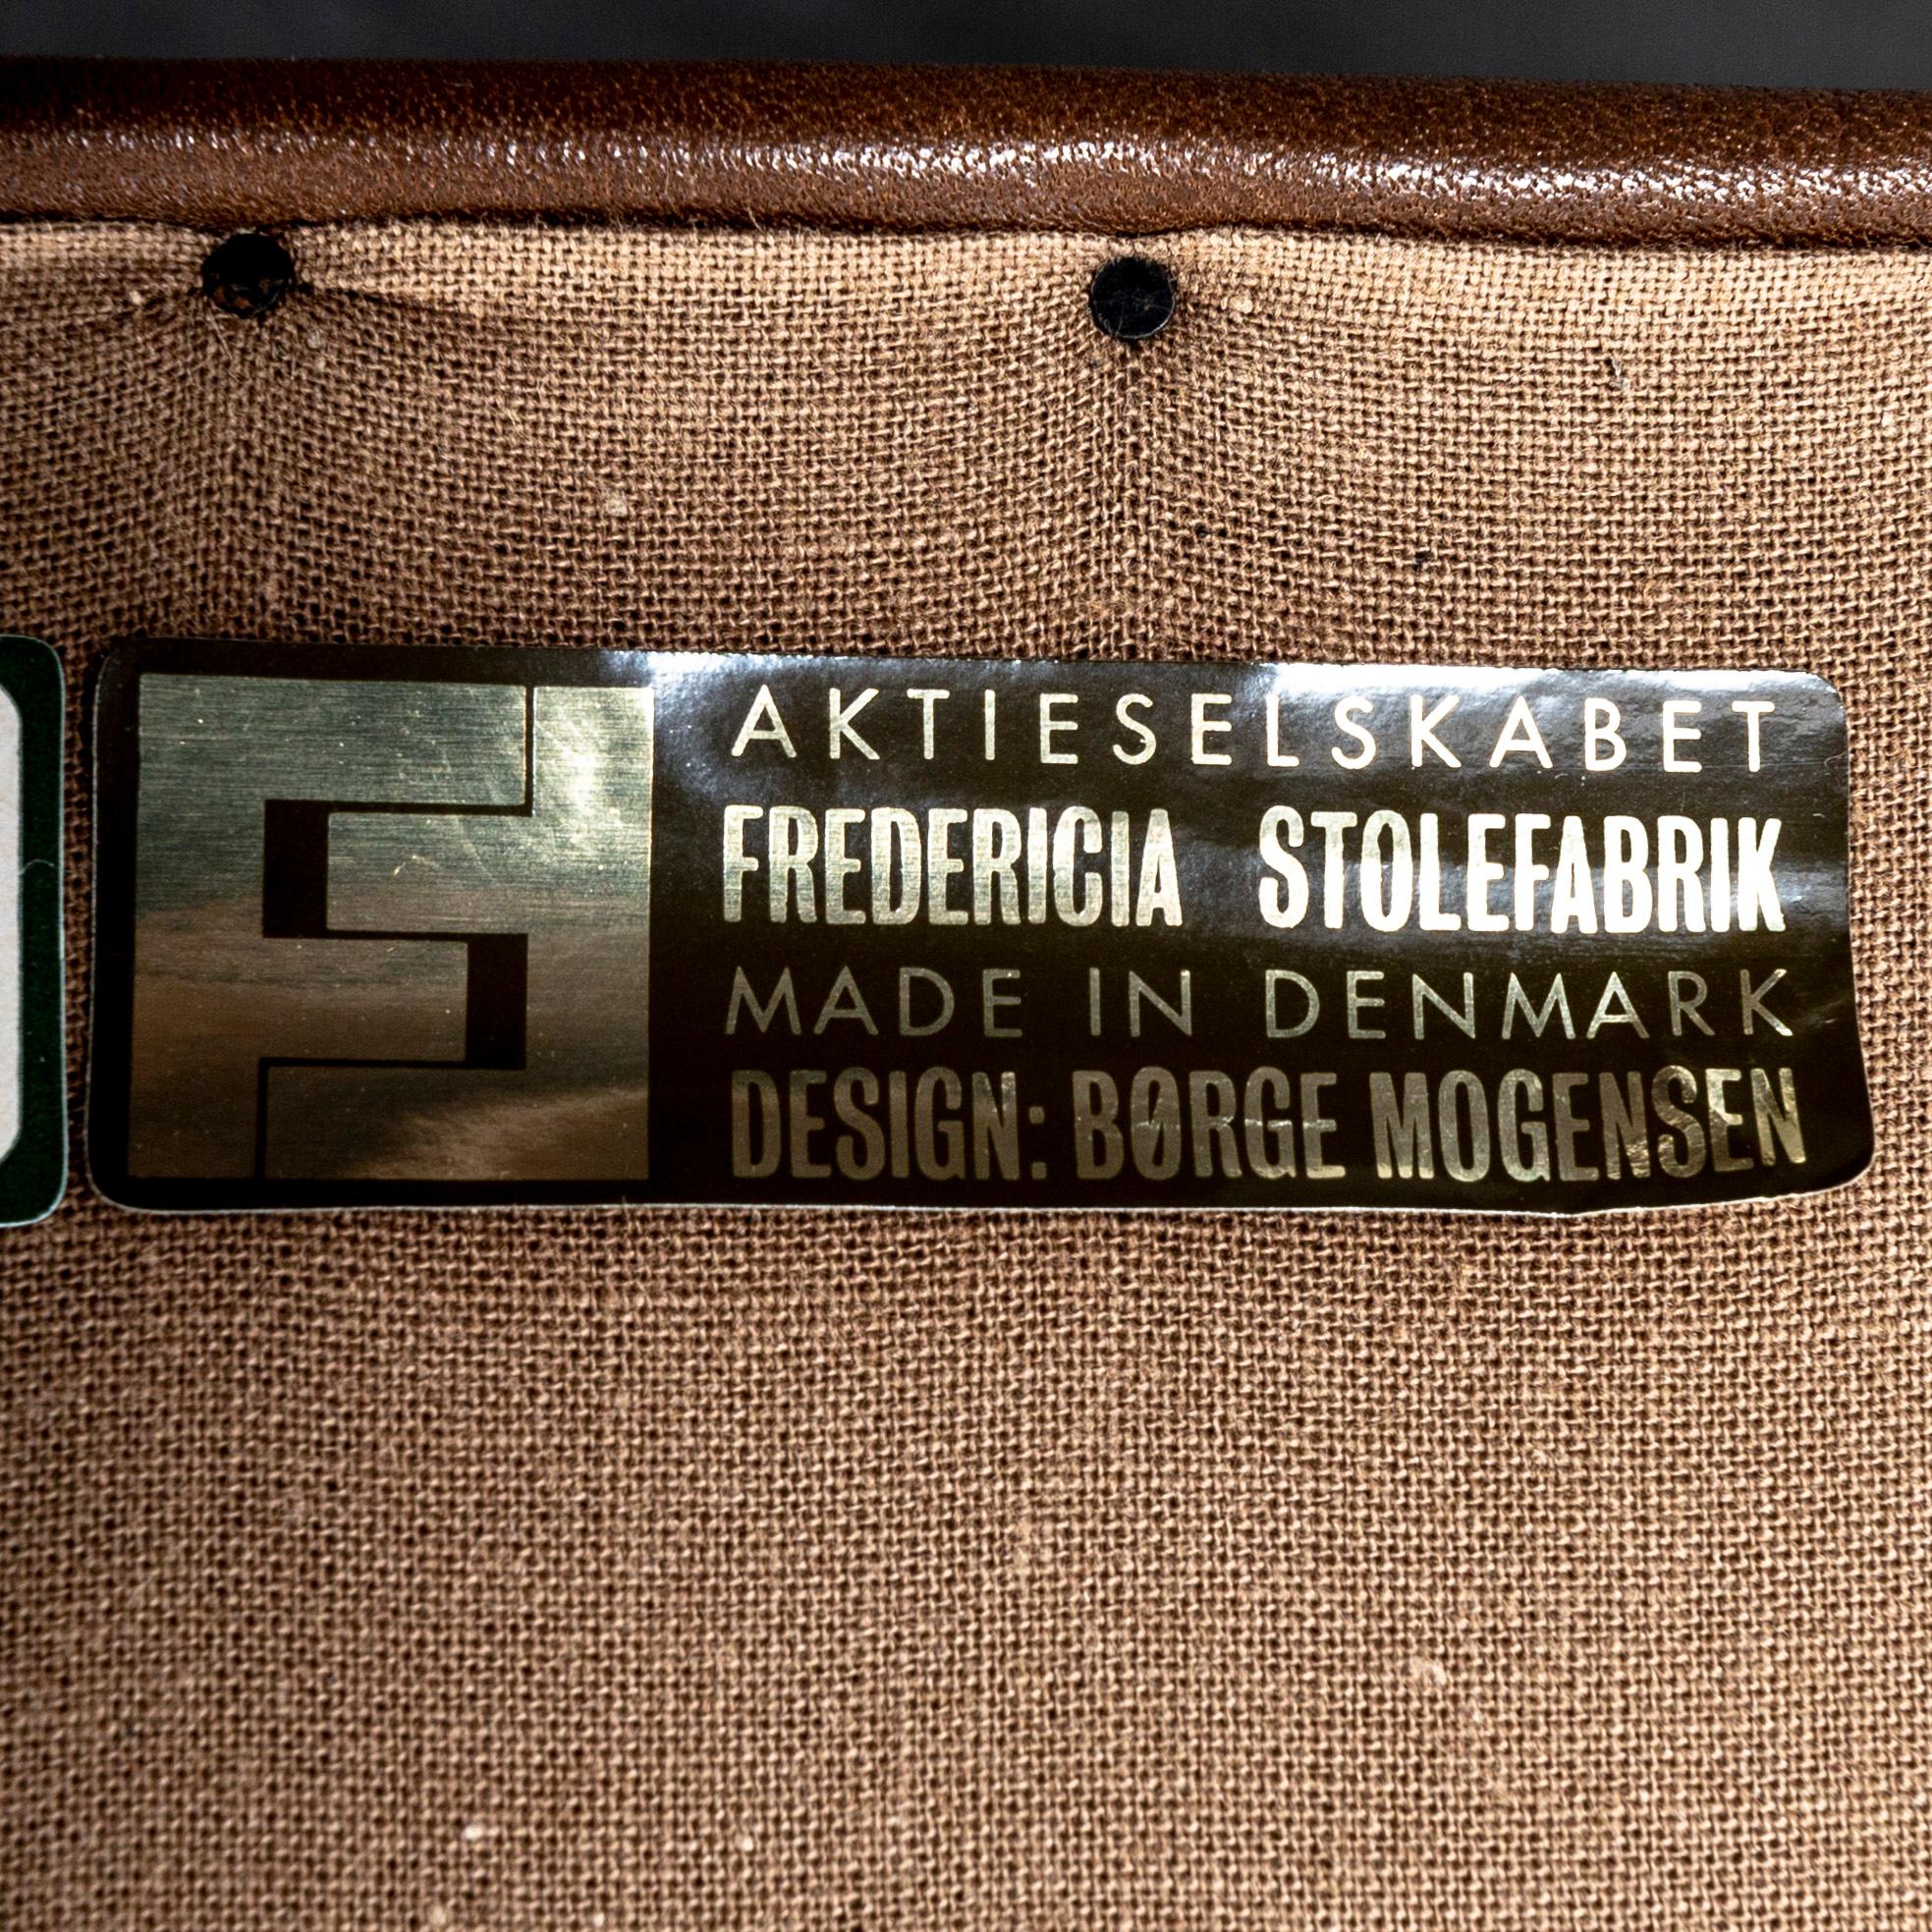 AKTIESELSKABET
FREDERICIA STOLEFABRIK
MADE IN DENMARK
DESIGN: BØRGE MOGENSEN